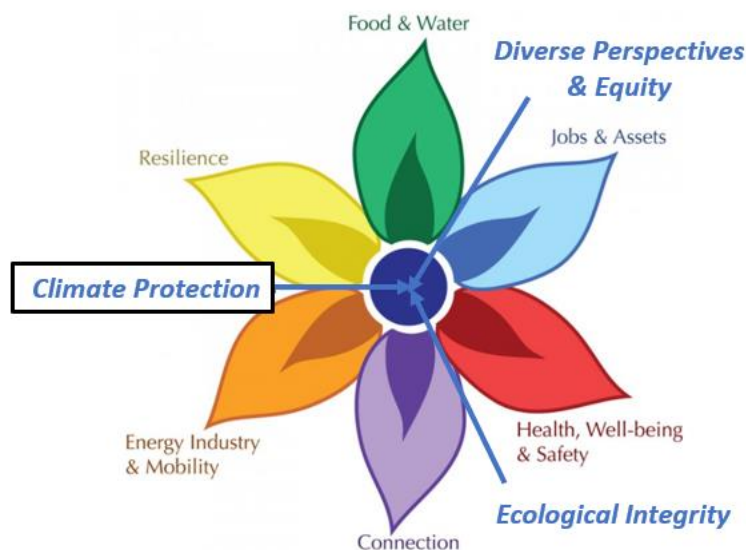 Food & Water
Diverse Perspectives
& Equity
Jobs & Assets
Resilience
Climate Protection
Energy Industry
& Mobility
Health, Well-being
& Safety
Ecological Integrity
Connection